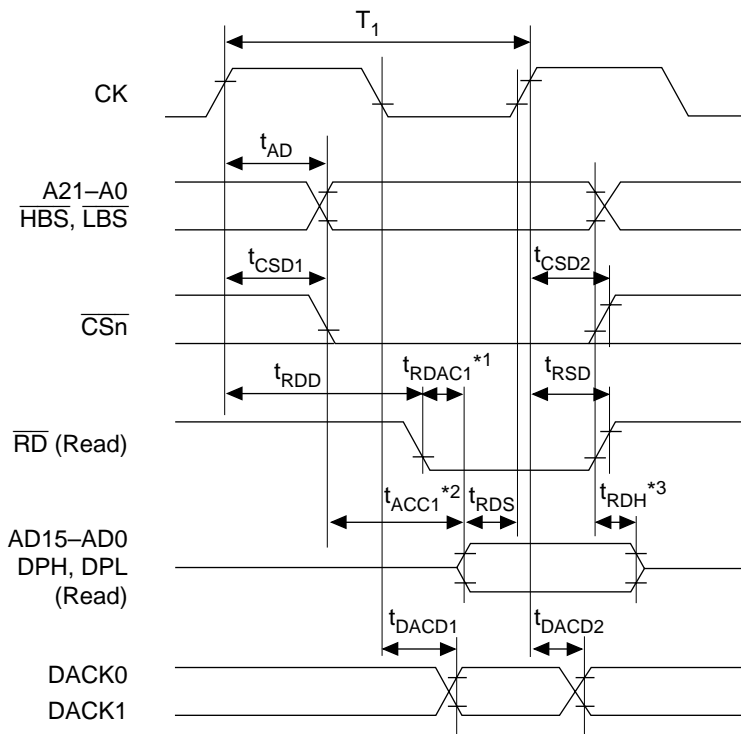 T1
CK
tAD
A21–A0
HBS, LBS
tCSD1
tCSD2
CSn
tRDD
tRDAC1*1
tRSD
RD (Read)
tACC1*2
tRDS
tRDH*3
AD15–AD0
DPH, DPL
(Read)
tDACD1
tDACD2
DACK0
DACK1